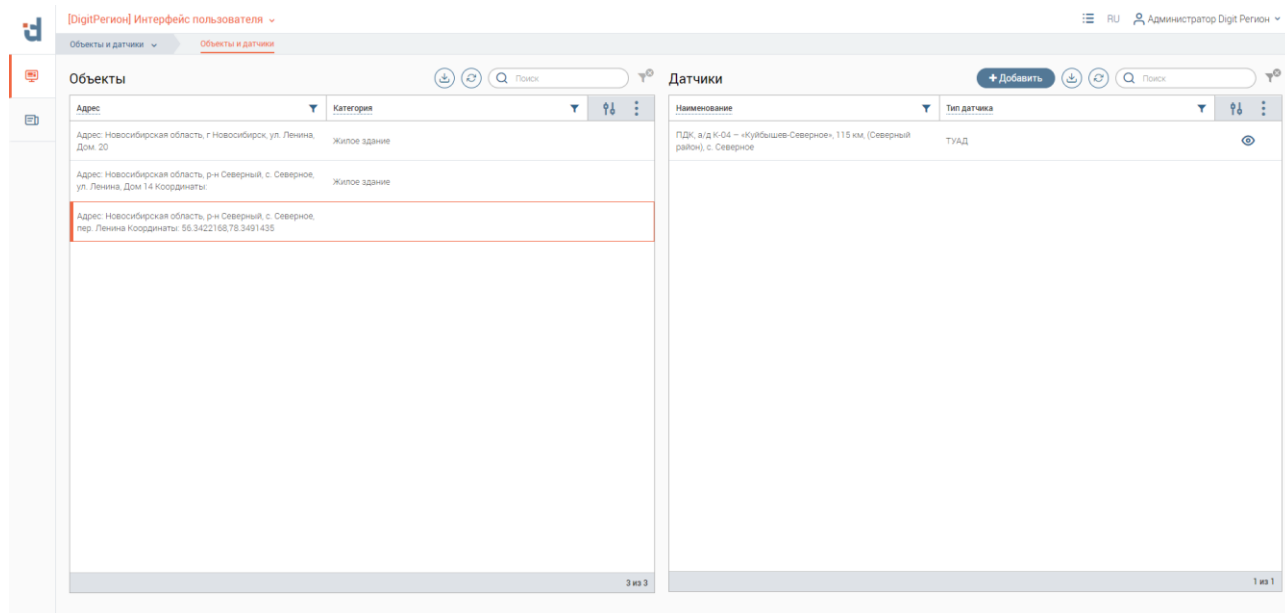 [DigitРегион] Интерфейс пользователя
RU Администратор Digit Регион
Объекты и датчики Объекты и датчики
Объекты
Поиск
Адрес Категория
Адрес: Новосибирская область, г Новосибирск, ул. Ленина,
Дом. 20
Жилое здание
Адрес: Новосибирская область, р-н Северный, с. Северное,
ул. Ленина, Дом 14 Координаты:
Жилое здание
Адрес: Новосибирская область, р-н Северный, с. Северное,
пер. Ленина Координаты: 56.3422168,78.3491435
3 из 3
Датчики
+Добавить
Поиск
Наименование Тип датчика
ПДК, а/д К-04 – «Куйбышев-Северное», 115 км, (Северный
район), с. Северное
ТУАД
1 из 1